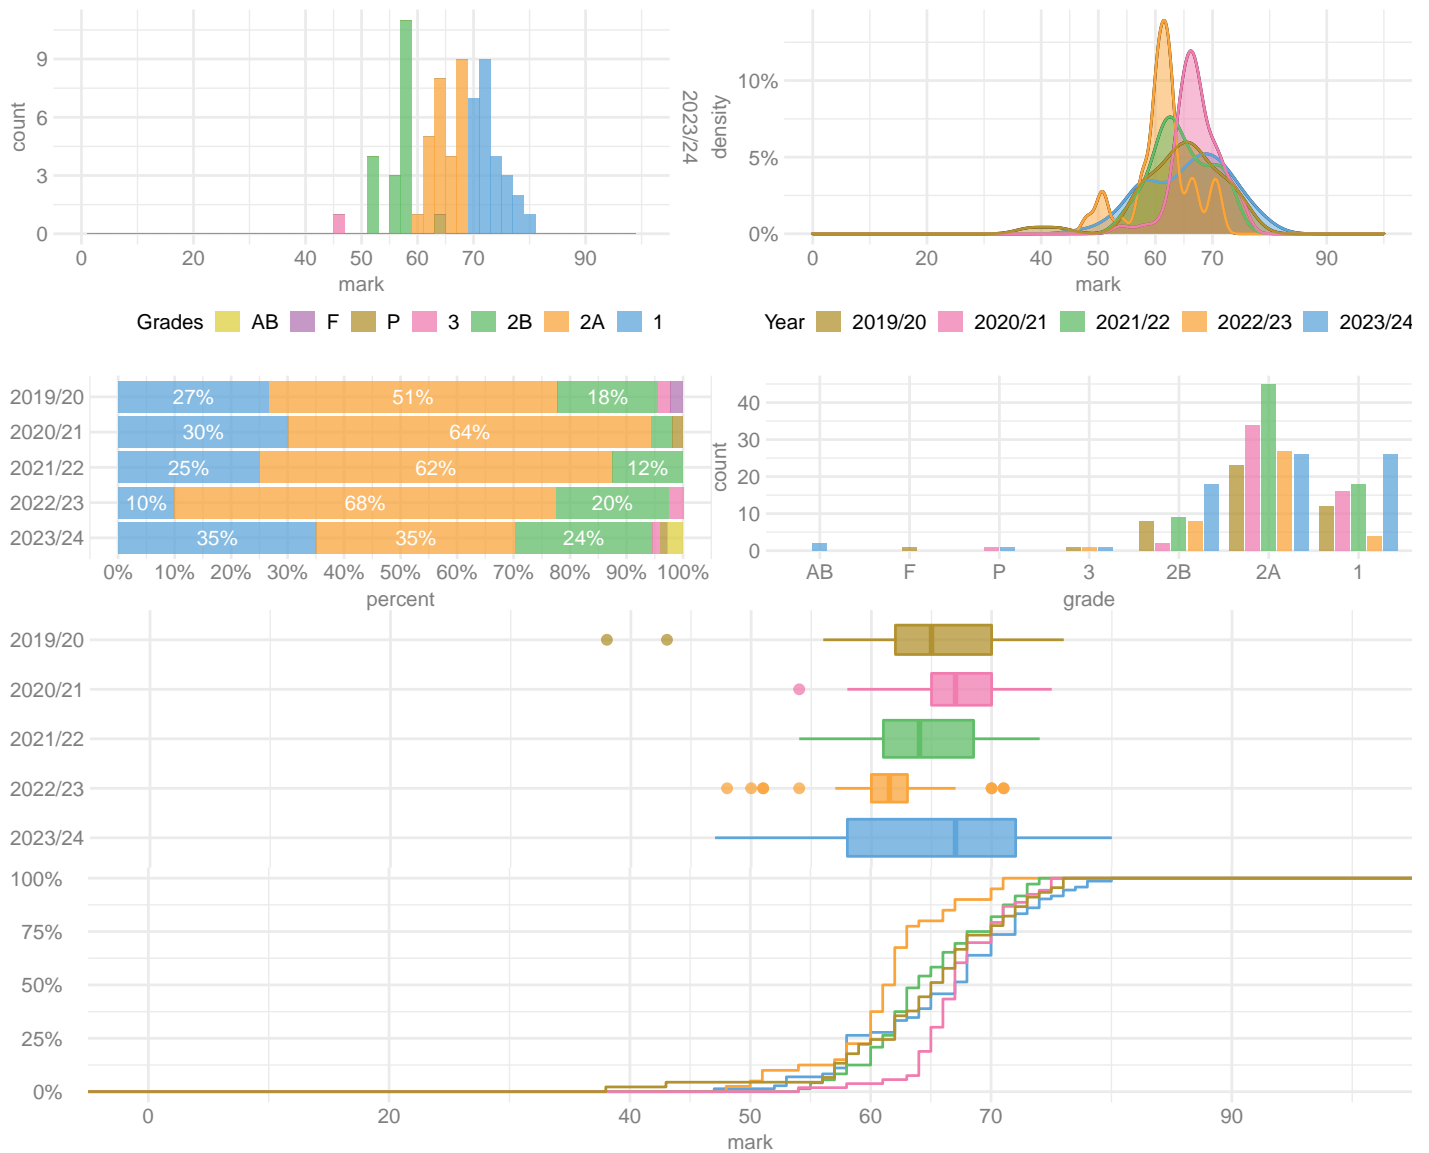 9
6
3
0
count
0 20 40 50 60 70 90
mark
2023/24
10%
5%
0%
density
0 20 40 50 60 70 90
mark
Grades AB F P 3 2B 2A 1
Year 2019/20 2020/21 2021/22 2022/23 2023/24
2019/20 27% 51% 18%
2020/21 30% 64%
2021/22 25% 62% 12%
2022/23 10% 68% 20%
2023/24 35% 35% 24%
0% 10% 20% 30% 40% 50% 60% 70% 80% 90% 100%
percent
40
30
20
10
0
count
AB F P 3 2B 2A 1
grade
2019/20
2020/21
2021/22
2022/23
2023/24
100%
75%
50%
25%
0%
0 20 40 50 60 70 90
mark